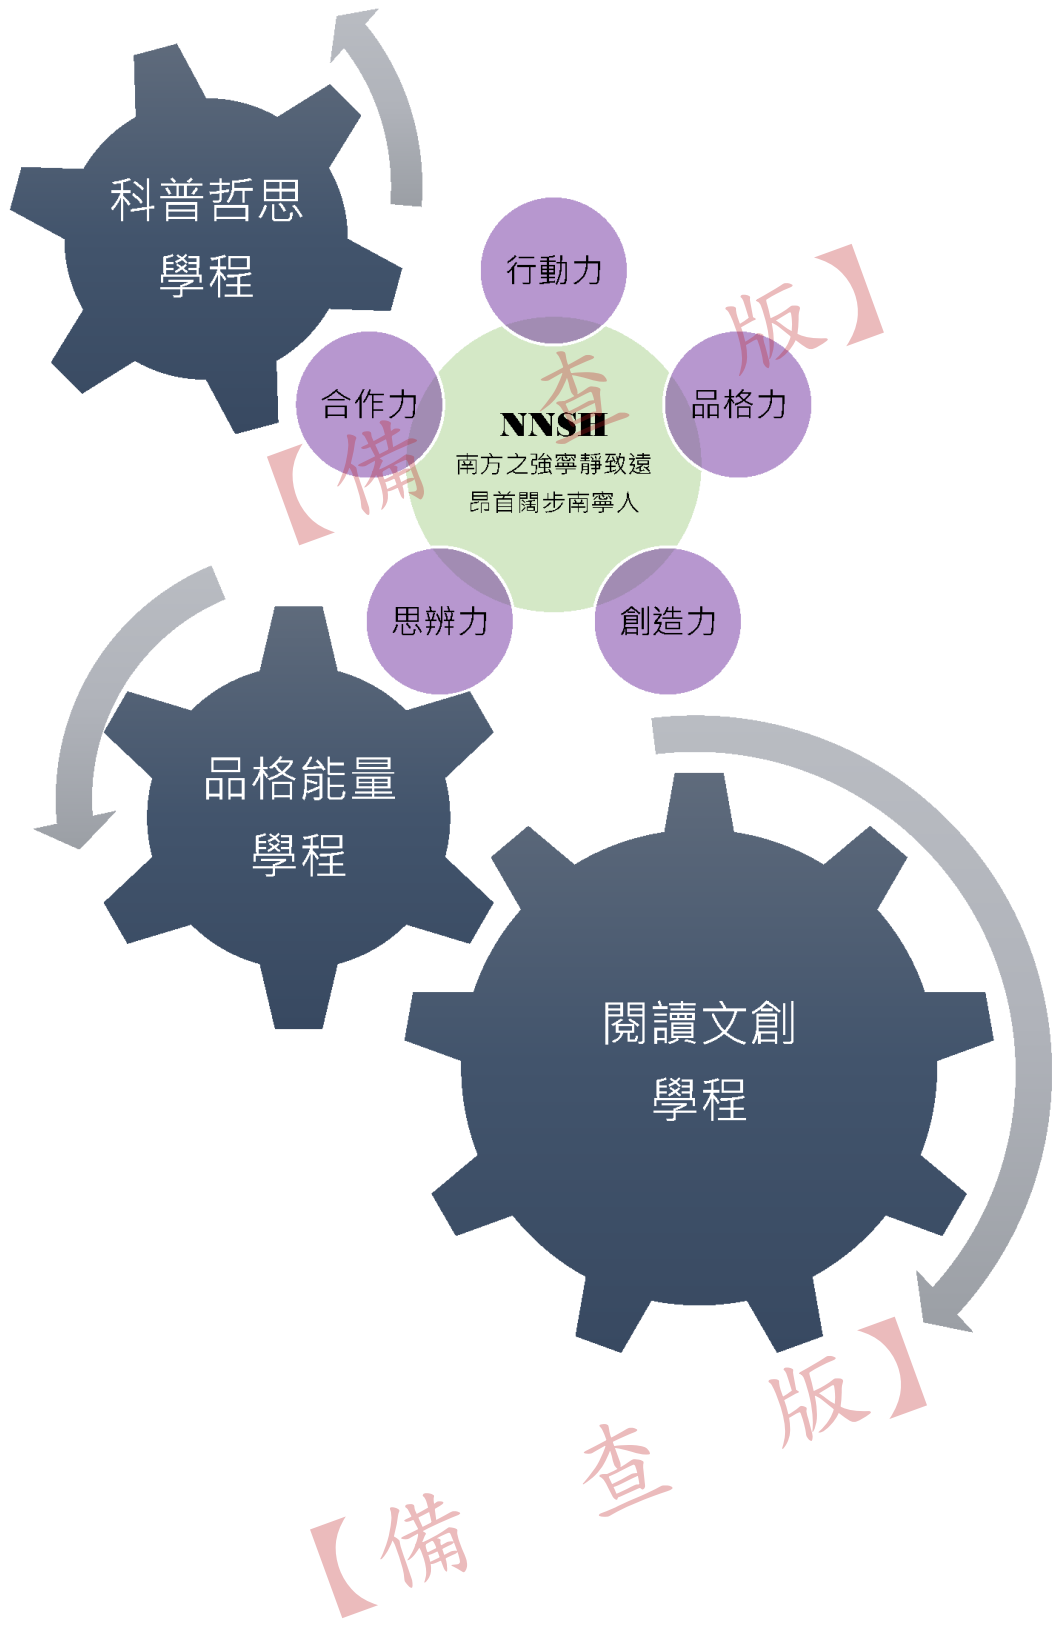 科普哲思
學程
行動力
合作力
品格力
NNSH
南方之強寧靜致遠
昂首闊步南寧人
思辨力
創造力
品格能量
學程
閱讀文創
學程
【備查版】
【備查版】